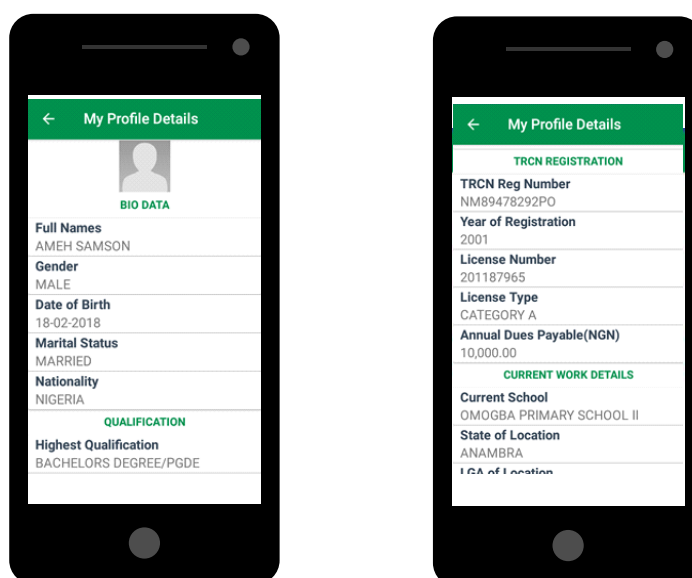 My Profile Details
BIO DATA
Full Names
AMEH SAMSON
Gender
MALE
Date of Birth
18-02-2018
Marital Status
MARRIED
Nationality
NIGERIA
QUALIFICATION
Highest Qualification
BACHELORS DEGREE/PGDE
My Profile Details
TRCN REGISTRATION
TRCN Reg Number
NM89478292PO
Year of Registration
2001
License Number
201187965
License Type
CATEGORY A
Annual Dues Payable(NGN)
10,000.00
CURRENT WORK DETAILS
Current School
OMOGBA PRIMARY SCHOOL II
State of Location
ANAMBRA
LGA of Location